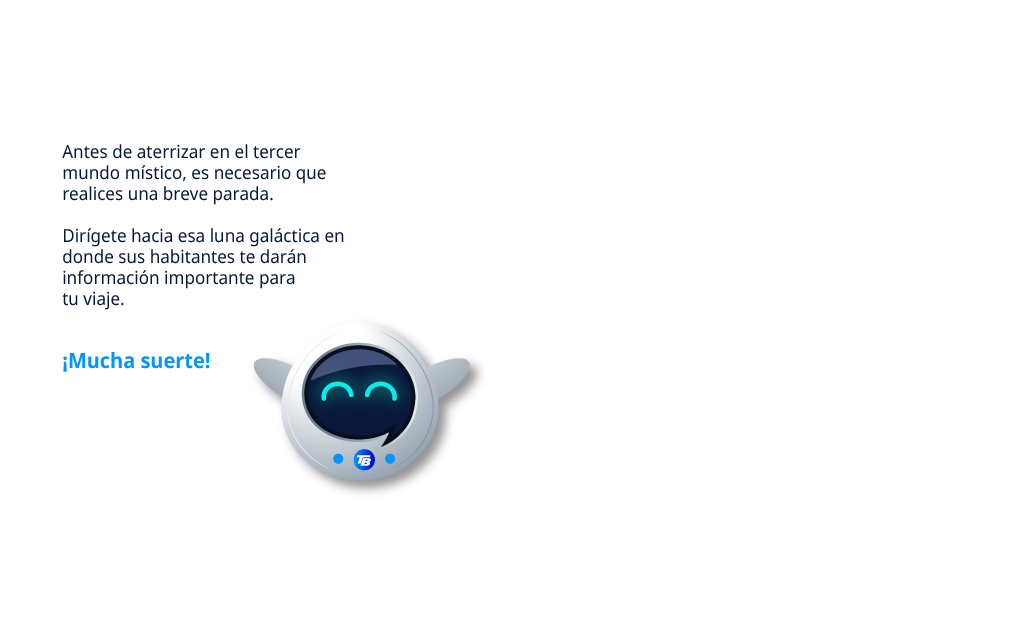 Antes de aterrizar en el tercer
mundo místico, es necesario que
realices una breve parada.
Dirígete hacia esa luna galáctica en
donde sus habitantes te darán
información importante para
tu viaje.
¡Mucha suerte!
TB